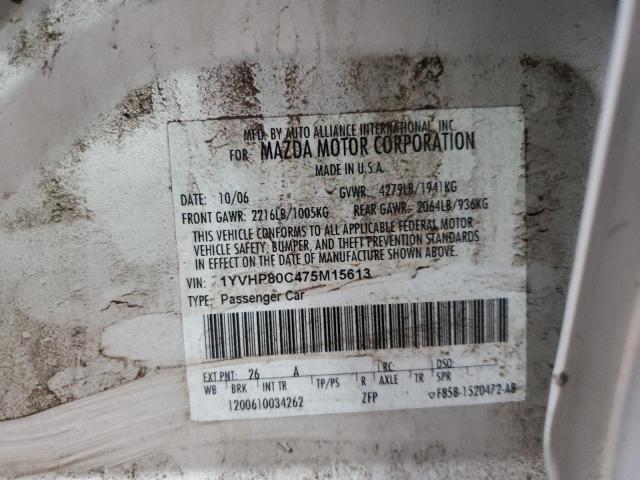 MFD. BY AUTO ALLIANCE INTERNATIONAL, INC.
FOR MAZDA MOTOR CORPORATION
MADE IN U.S.A.
DATE: 10/06 GVWR: 4279LB/1941KG
FRONT GAWR: 2216LB/1005KG REAR GAWR: 2064LB/936KG
THIS VEHICLE CONFORMS TO ALL APPLICABLE FEDERAL MOTOR
VEHICLE SAFETY, BUMPER, AND THEFT PREVENTION STANDARDS
IN EFFECT ON THE DATE OF MANUFACTURE SHOWN ABOVE.
VIN: 1YVHP80C475M15613
TYPE: Passenger Car
EXT PNT: 26 A RC: DSO:
WB BRK INT TR TP/PS R AXLE TR SPR
1200610034262 ZFP F85B-1520472-AB